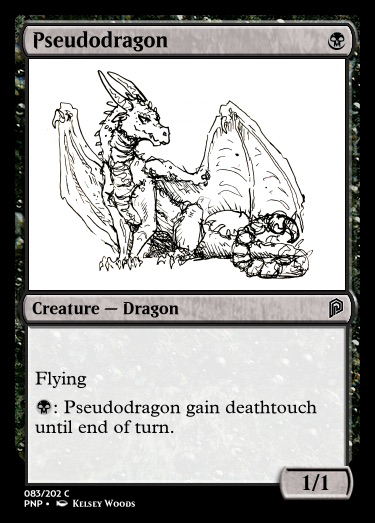 Pseudodragon
Creature — Dragon
Flying
: Pseudodragon gain deathtouch
until end of turn.
1/1
083/202 C
PNP • Kelsey Woods